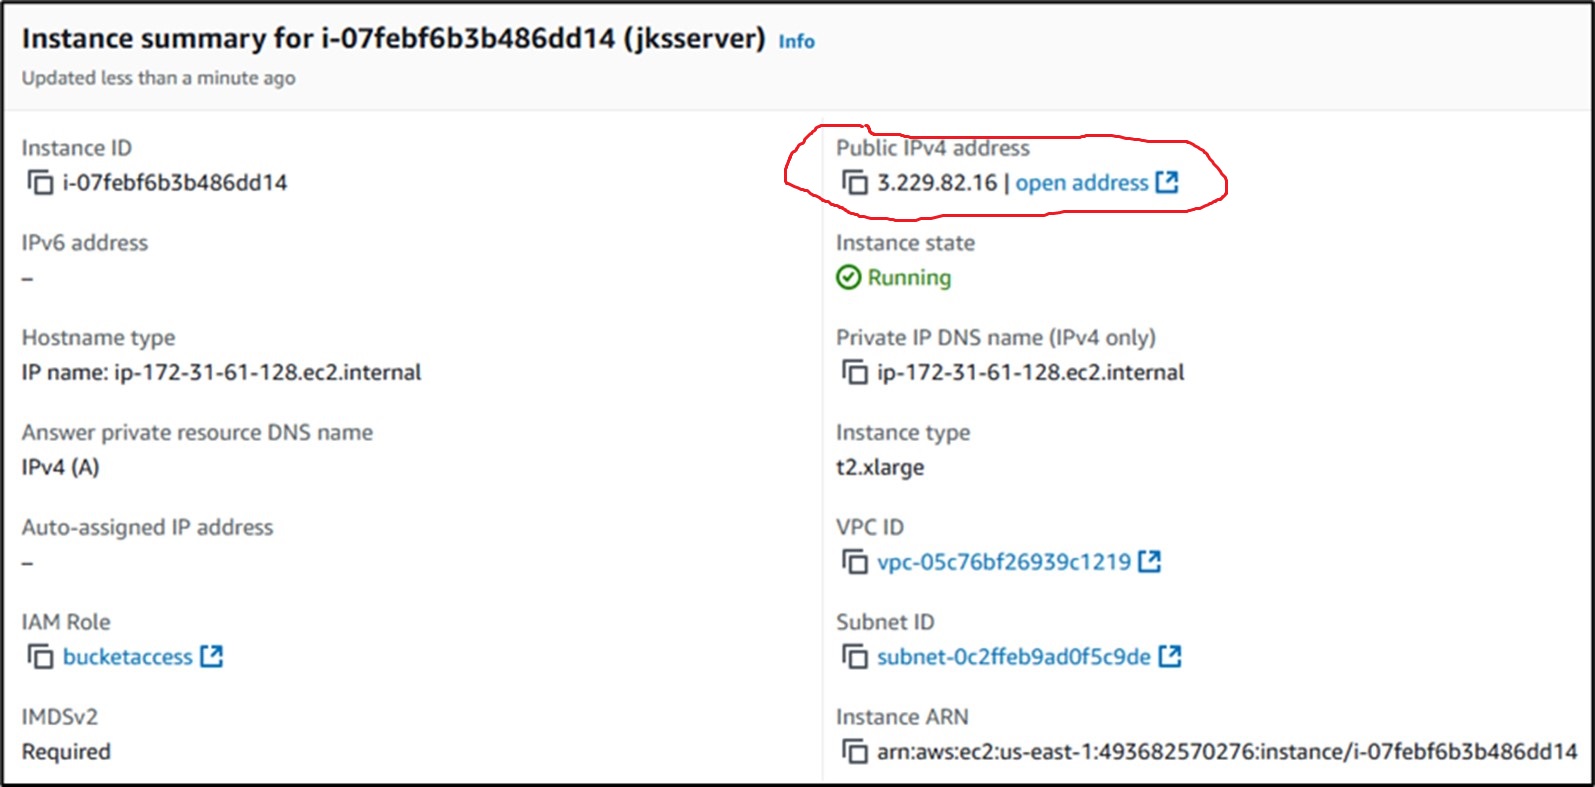 Instance summary for i-07febf6b3b486dd14 (jksserver) Info
Updated less than a minute ago
Instance ID
i-07febf6b3b486dd14
Public IPv4 address
3.229.82.16 | open address
IPv6 address
–
Instance state
Running
Hostname type
IP name: ip-172-31-61-128.ec2.internal
Private IP DNS name (IPv4 only)
ip-172-31-61-128.ec2.internal
Answer private resource DNS name
IPv4 (A)
Instance type
t2.xlarge
Auto-assigned IP address
–
VPC ID
vpc-05c76bf26939c1219
IAM Role
bucketaccess
Subnet ID
subnet-0c2ffeb9ad0f5c9de
IMDSv2
Required
Instance ARN
arn:aws:ec2:us-east-1:493682570276:instance/i-07febf6b3b486dd14